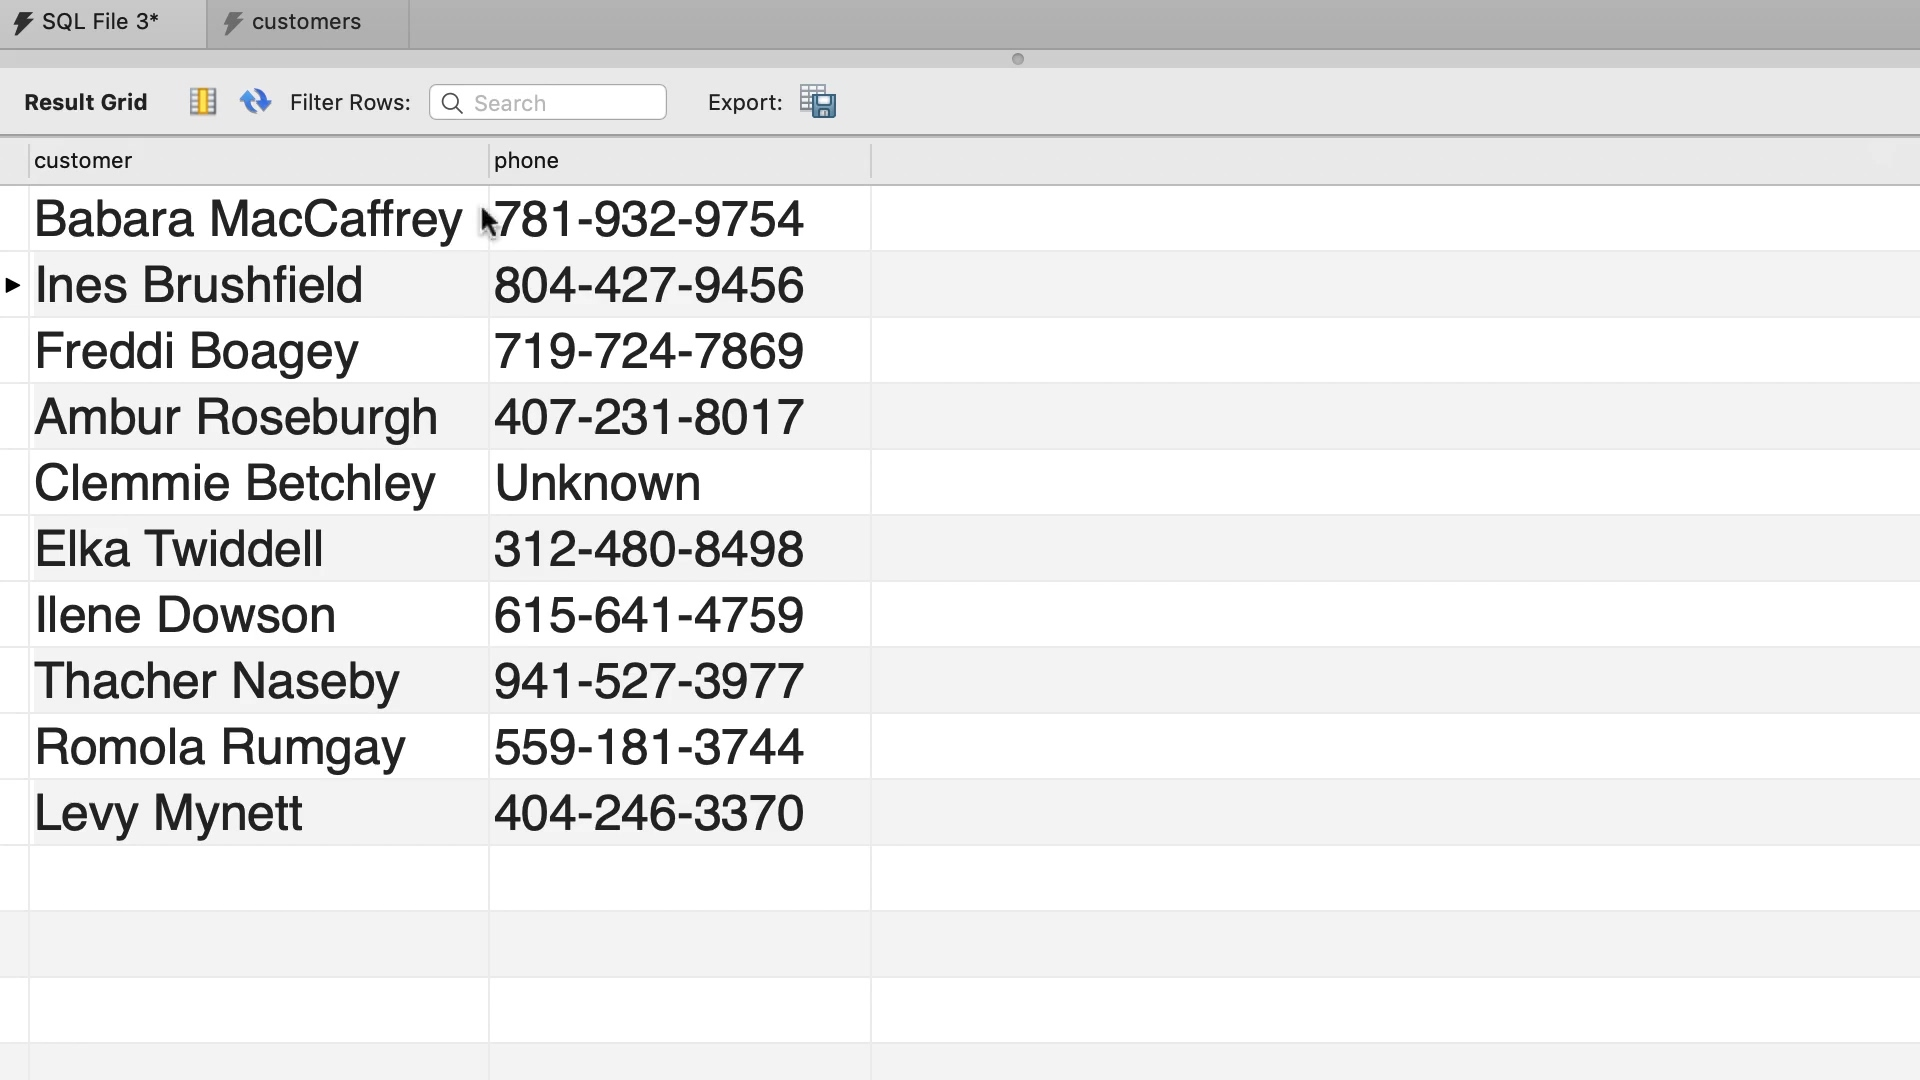 SQL File 3* customers
Result Grid Filter Rows: Search Export:
customer phone
Babara MacCaffrey 781-932-9754
Ines Brushfield 804-427-9456
Freddi Boagey 719-724-7869
Ambur Roseburgh 407-231-8017
Clemmie Betchley Unknown
Elka Twiddell 312-480-8498
Ilene Dowson 615-641-4759
Thacher Naseby 941-527-3977
Romola Rumgay 559-181-3744
Levy Mynett 404-246-3370